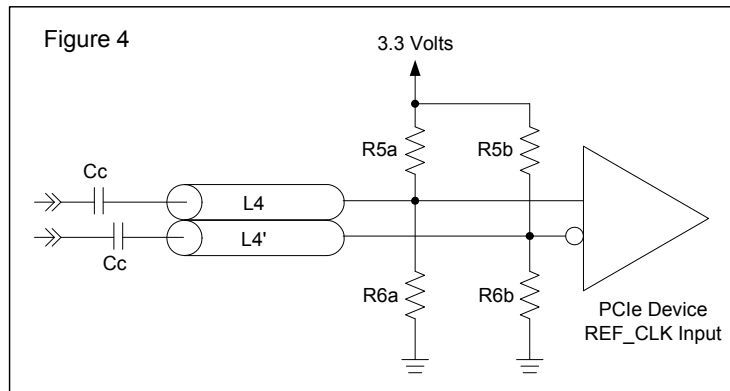 Figure 4
3.3 Volts
R5a
R5b
Cc
L4
L4'
Cc
R6a
R6b
PCIe Device
REF_CLK Input